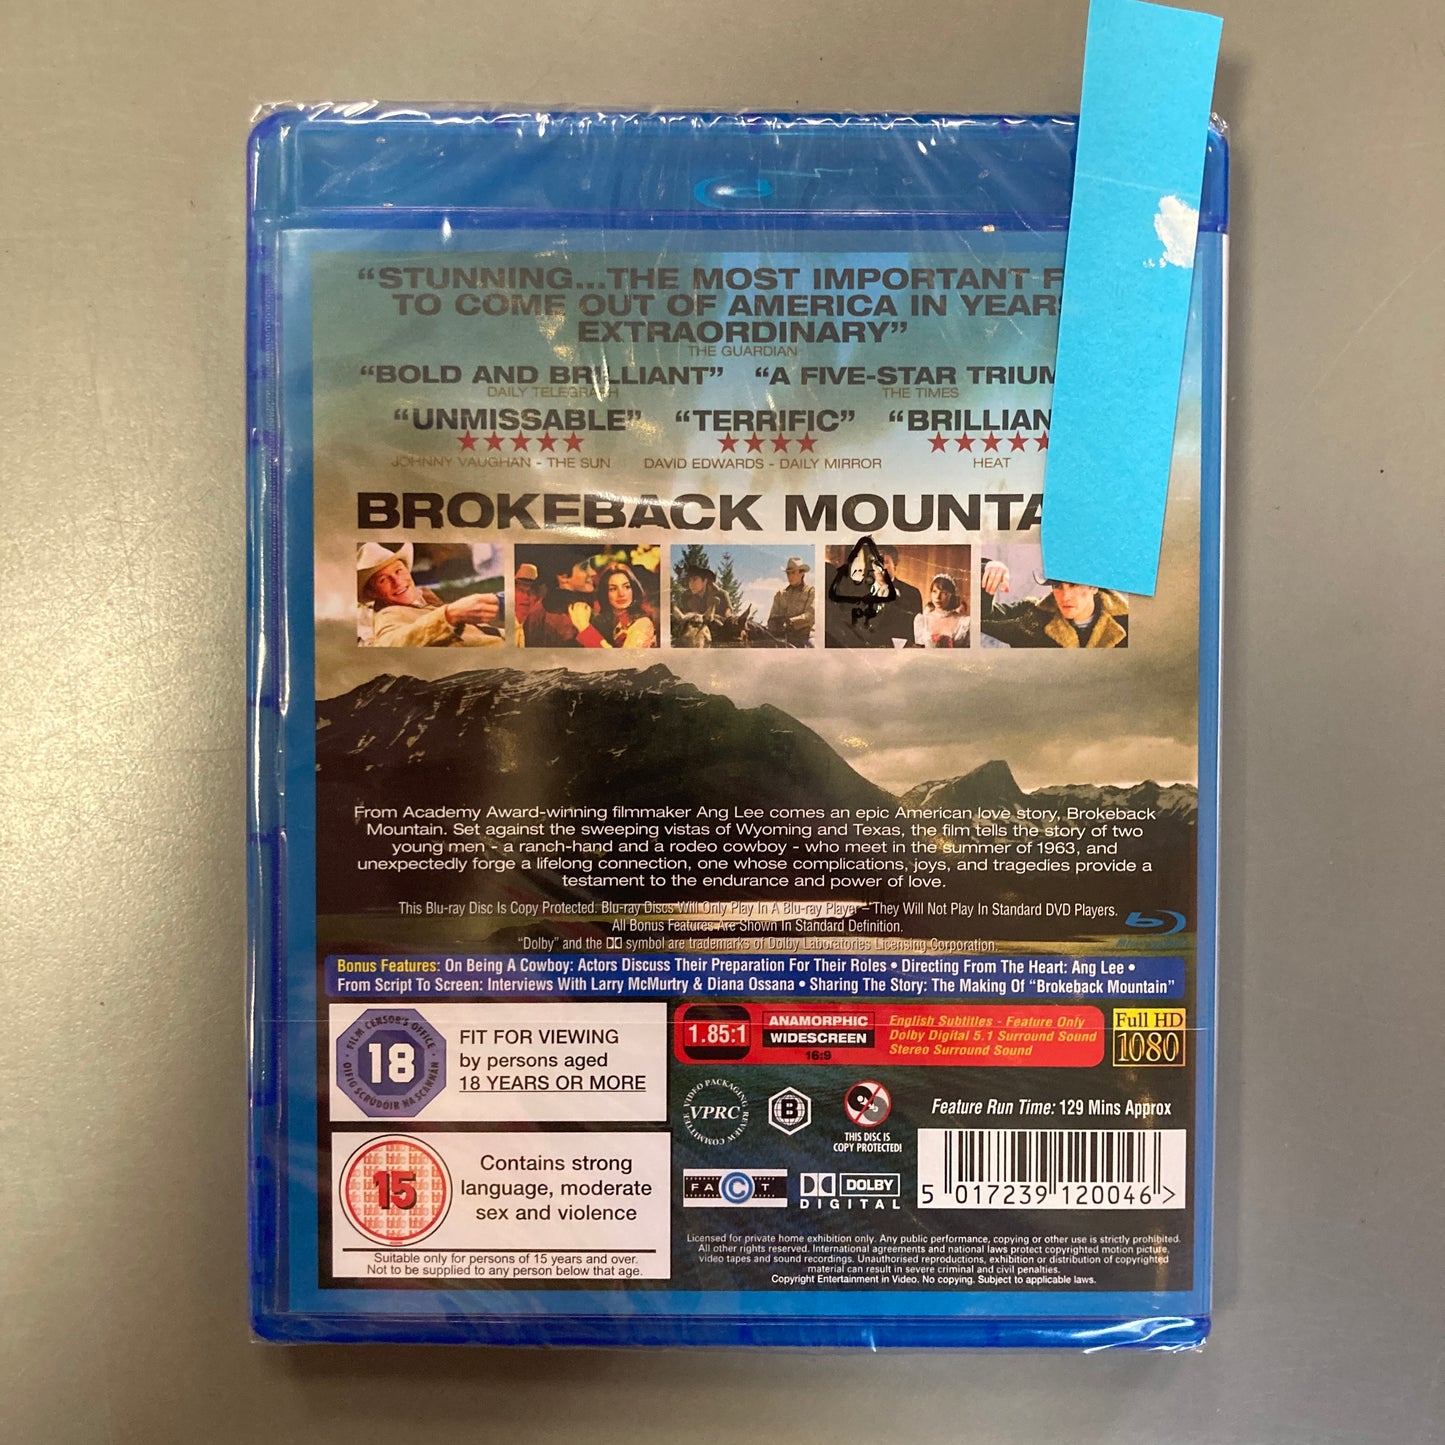 “STUNNING...THE MOST IMPORTANT F
TO COME OUT OF AMERICA IN YEARS
EXTRAORDINARY”
THE GUARDIAN
“BOLD AND BRILLIANT” “A FIVE-STAR TRIUM
DAILY TELEGRAPH THE TIMES
“UNMISSABLE” “TERRIFIC” “BRILLIAN
★★★★★ ★★★★ ★★★★★
JOHNNY VAUGHAN - THE SUN DAVID EDWARDS - DAILY MIRROR HEAT
BROKEBACK MOUNTA
From Academy Award-winning filmmaker Ang Lee comes an epic American love story, Brokeback
Mountain. Set against the sweeping vistas of Wyoming and Texas, the film tells the story of two
young men - a ranch-hand and a rodeo cowboy - who meet in the summer of 1963, and
unexpectedly forge a lifelong connection, one whose complications, joys, and tragedies provide a
testament to the endurance and power of love.
This Blu-ray Disc Is Copy Protected. Blu-ray Discs Will Only Play In A Blu-ray Player – They Will Not Play In Standard DVD Players.
All Bonus Features Are Shown In Standard Definition.
“Dolby” and the DD symbol are trademarks of Dolby Laboratories Licensing Corporation.
Bonus Features: On Being A Cowboy: Actors Discuss Their Preparation For Their Roles • Directing From The Heart: Ang Lee •
From Script To Screen: Interviews With Larry McMurtry & Diana Ossana • Sharing The Story: The Making Of “Brokeback Mountain”
FILM CENSOR'S OFFICE
OIFIG SCRÚDÓIR NA SCANNÁN
18
FIT FOR VIEWING
by persons aged
18 YEARS OR MORE
1.85:1
ANAMORPHIC
WIDESCREEN
16:9
English Subtitles - Feature Only
Dolby Digital 5.1 Surround Sound
Stereo Surround Sound
Full HD
1080
VIDEO PACKAGING REVIEW COMMITTEE
VPRC
B
THIS DISC IS
COPY PROTECTED!
Feature Run Time: 129 Mins Approx
15
Contains strong
language, moderate
sex and violence
Suitable only for persons of 15 years and over.
Not to be supplied to any person below that age.
FACT
DOLBY
DIGITAL
5 017239 120046 >
Licensed for private home exhibition only. Any public performance, copying or other use is strictly prohibited.
All other rights reserved. International agreements and national laws protect copyrighted motion picture,
video tapes and sound recordings. Unauthorised reproductions, exhibition or distribution of copyrighted
material can result in severe criminal and civil penalties.
Copyright Entertainment in Video. No copying. Subject to applicable laws.